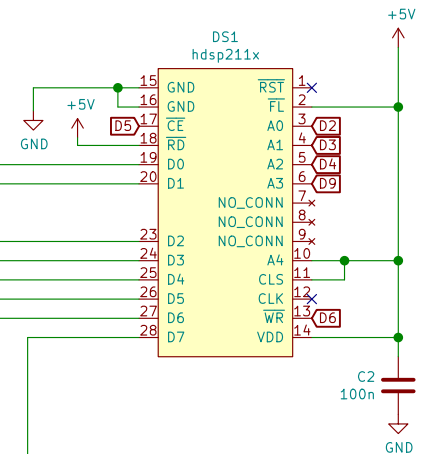 +5V
DS1
hdsp211x
15 GND RST 1
+5V
16 GND FL 2
D5 17 CE A0 3 D2
18 RD A1 4 D3
GND
19 D0 A2 5 D4
20 D1 A3 6 D9
NO_CONN 7
NO_CONN 8
23 D2 NO_CONN 9
24 D3 A4 10
25 D4 CLS 11
26 D5 CLK 12
27 D6 WR 13 D6
28 D7 VDD 14
C2
100n
GND